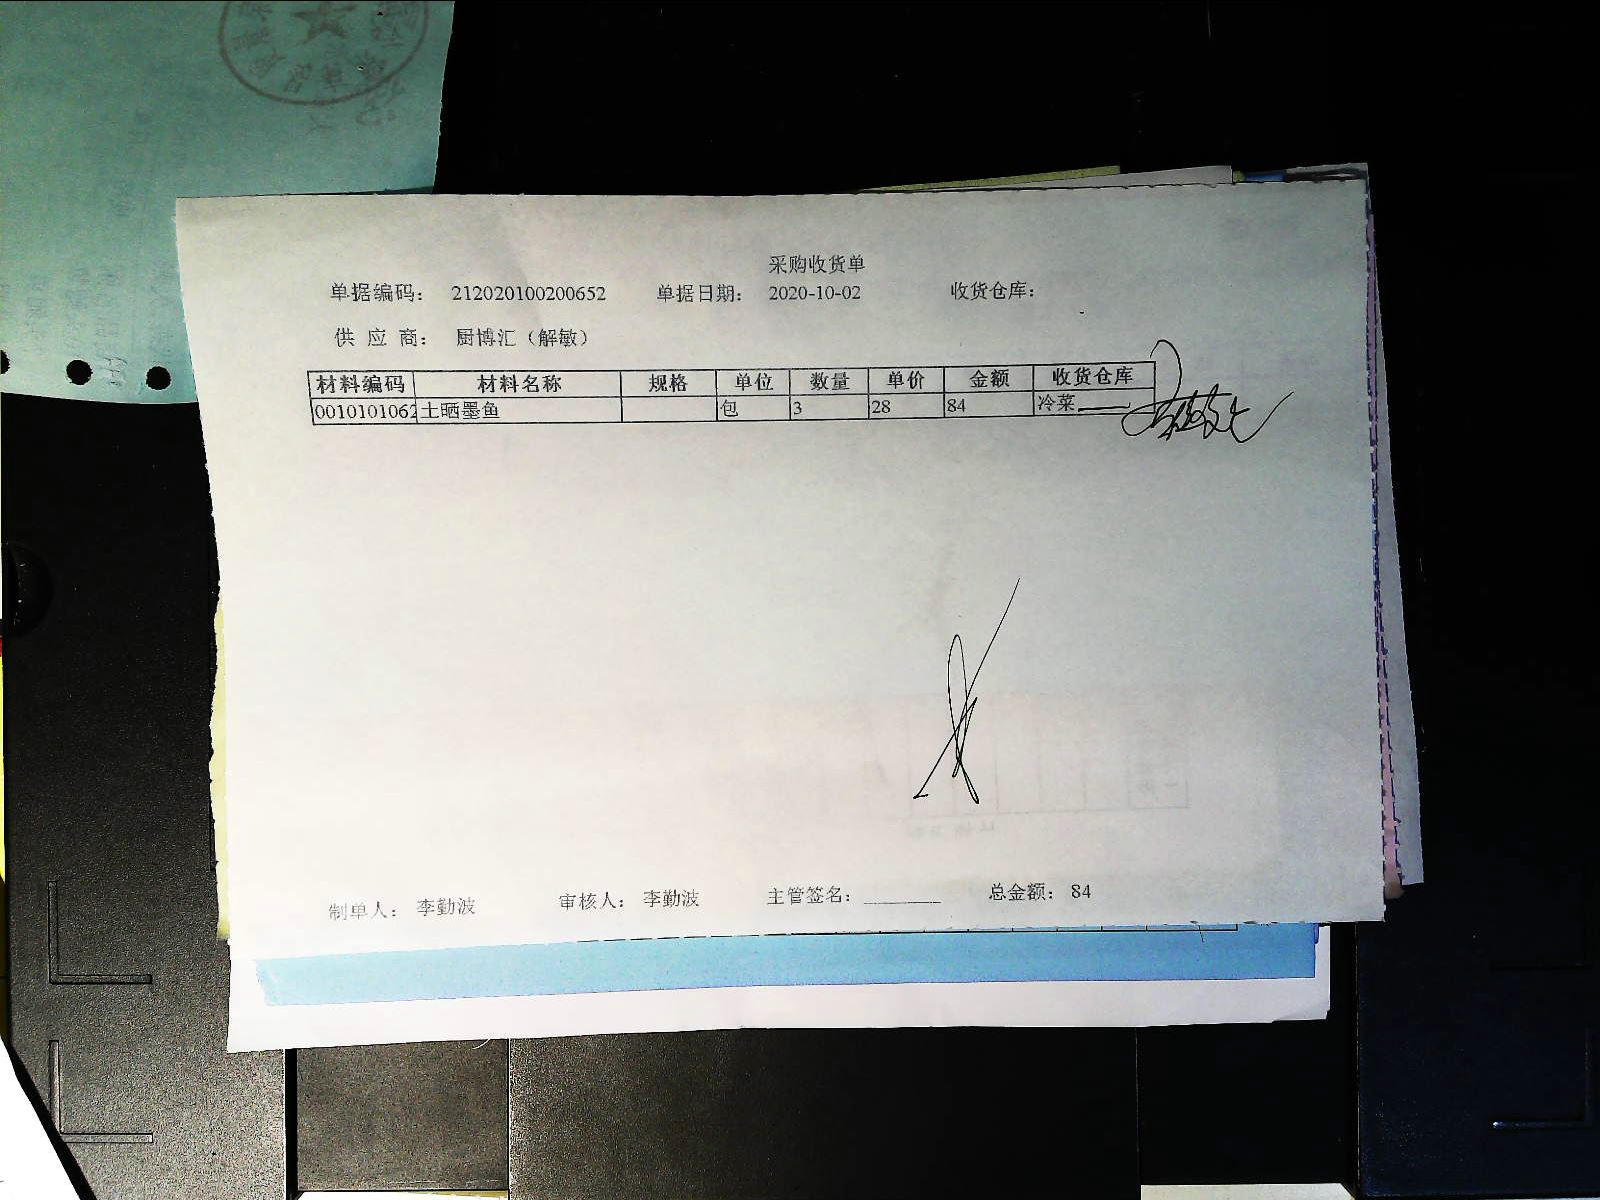 采购收货单
单据编码： 212020100200652 单据日期： 2020-10-02 收货仓库：
供 应 商： 厨博汇（解敏）
材料编码 材料名称 规格 单位 数量 单价 金额 收货仓库
0010101062 土晒墨鱼 包 3 28 84 冷菜
制单人： 李勤波 审核人： 李勤波 主管签名： ________ 总金额： 84